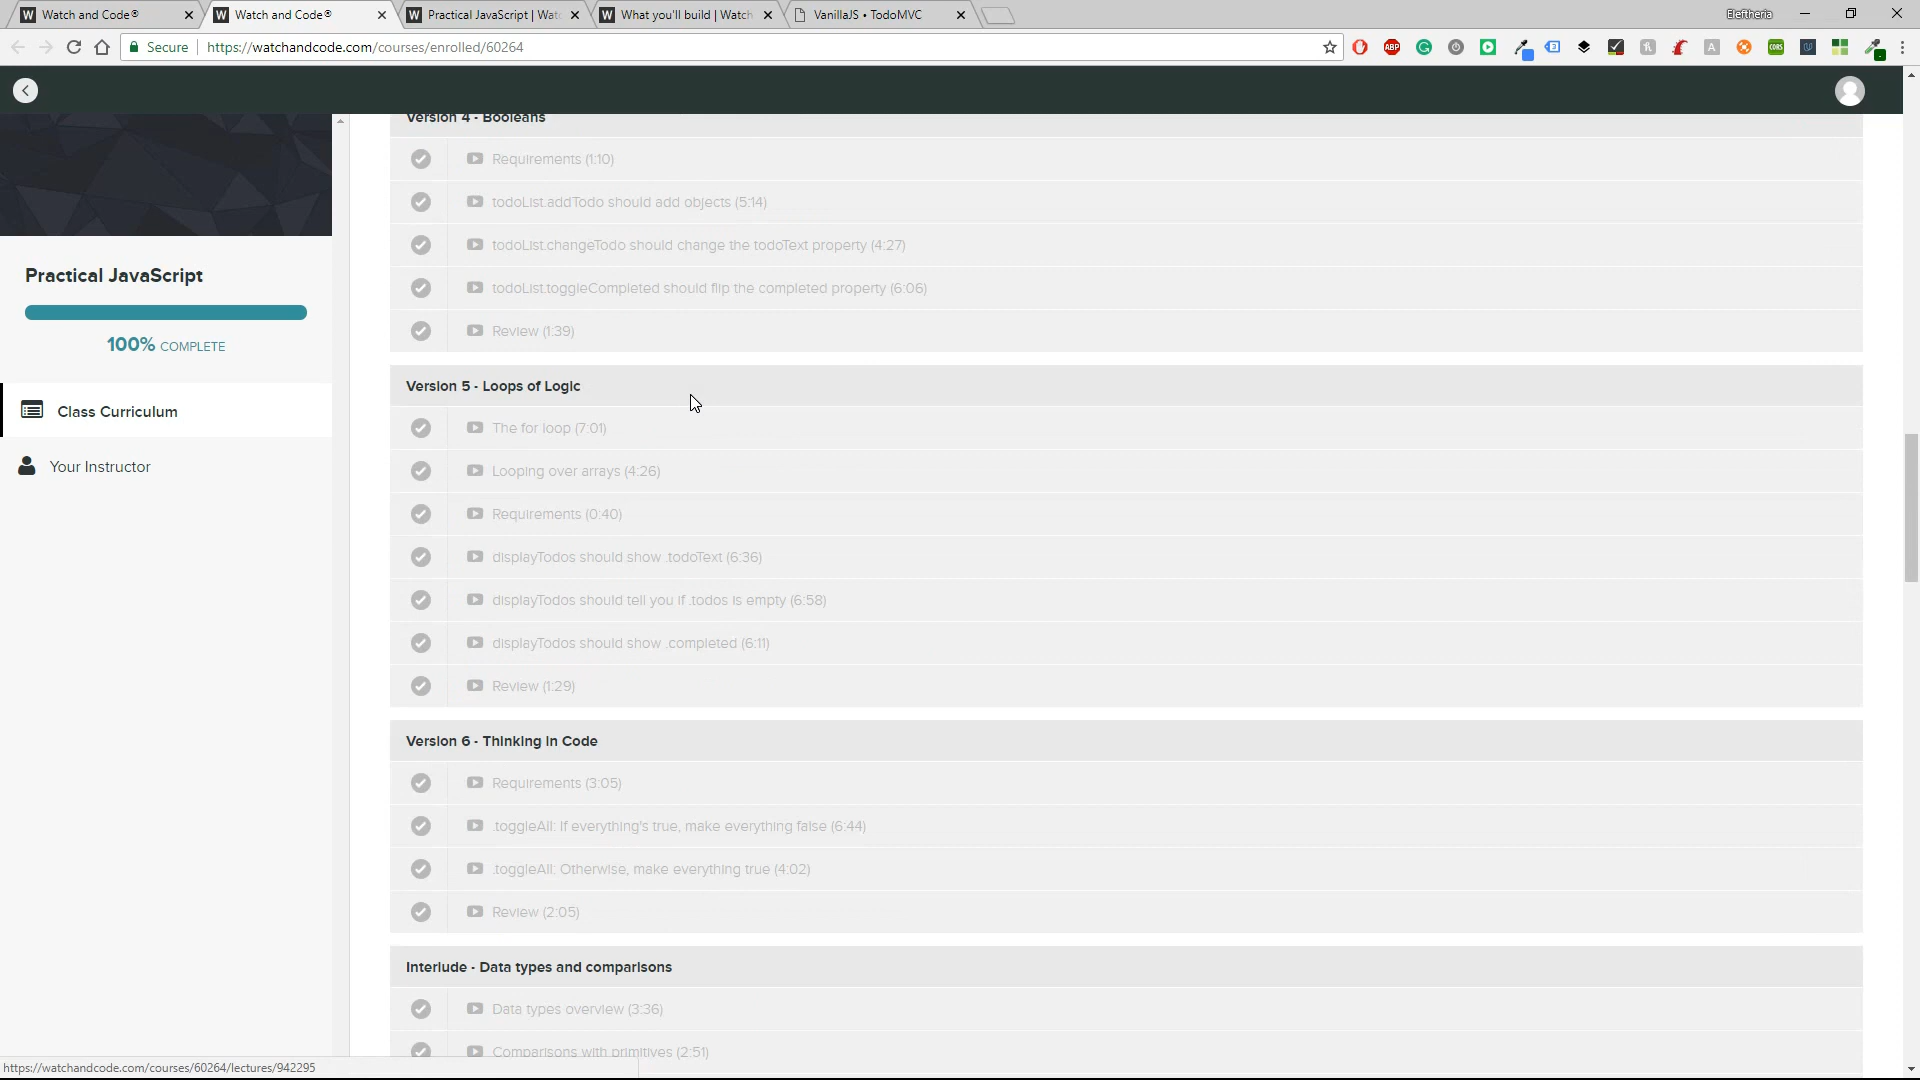 Watch and Code®
Watch and Code®
Practical JavaScript | Watc
What you'll build | Watch
VanillaJS • TodoMVC
Eleftheria
Secure
https://watchandcode.com/courses/enrolled/60264
Practical JavaScript
100% COMPLETE
Class Curriculum
Your Instructor
Version 4 - Booleans
Requirements (1:10)
todoList.addTodo should add objects (5:14)
todoList.changeTodo should change the todoText property (4:27)
todoList.toggleCompleted should flip the completed property (6:06)
Review (1:39)
Version 5 - Loops of Logic
The for loop (7:01)
Looping over arrays (4:26)
Requirements (0:40)
displayTodos should show .todoText (6:36)
displayTodos should tell you if .todos is empty (6:58)
displayTodos should show .completed (6:11)
Review (1:29)
Version 6 - Thinking in Code
Requirements (3:05)
.toggleAll: If everything's true, make everything false (6:44)
.toggleAll: Otherwise, make everything true (4:02)
Review (2:05)
Interlude - Data types and comparisons
Data types overview (3:36)
Comparisons with primitives (2:51)
https://watchandcode.com/courses/60264/lectures/942295